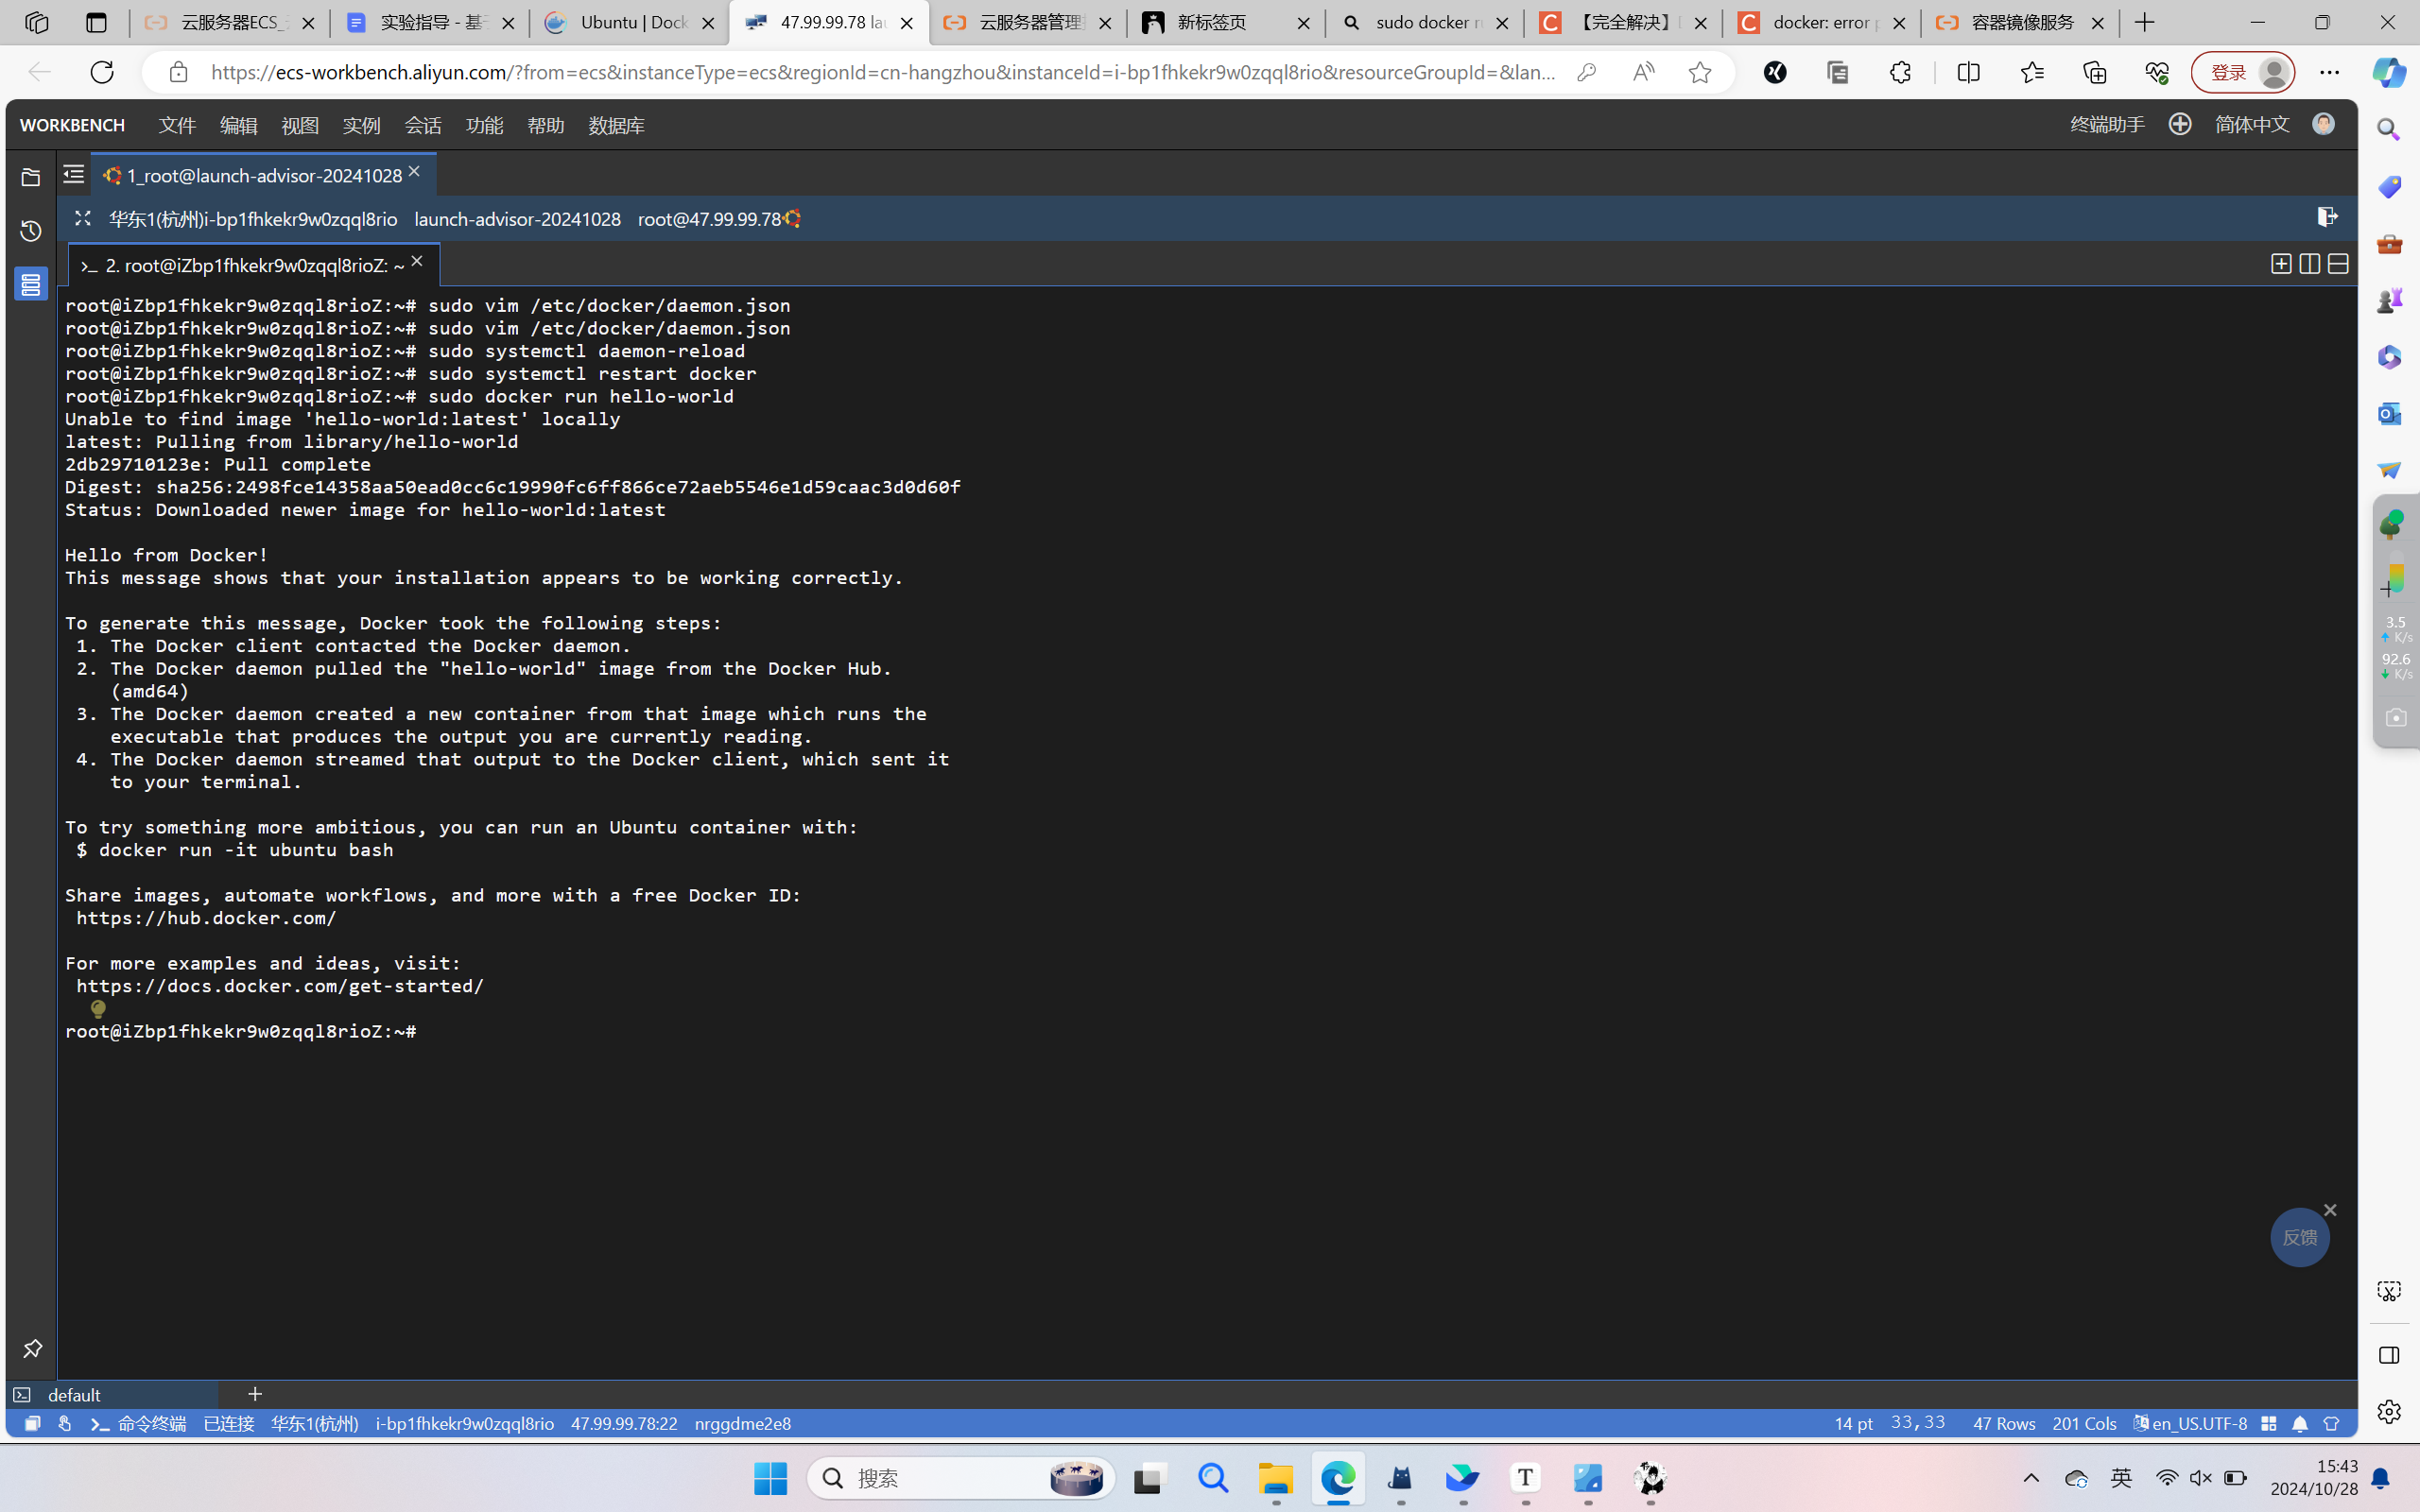 云服务器ECS_
实验指导 - 基
Ubuntu | Dock
47.99.99.78 la
云服务器管理
新标签页
sudo docker r
【完全解决】
docker: error
容器镜像服务
https://ecs-workbench.aliyun.com/?from=ecs&instanceType=ecs&regionId=cn-hangzhou&instanceId=i-bp1fhkekr9w0zqql8rio&resourceGroupId=&lan...
登录
WORKBENCH 文件 编辑 视图 实例 会话 功能 帮助 数据库
终端助手 简体中文
1_root@launch-advisor-20241028
华东1(杭州)i-bp1fhkekr9w0zqql8rio launch-advisor-20241028 root@47.99.99.78
>_ 2. root@iZbp1fhkekr9w0zqql8rioZ: ~
root@iZbp1fhkekr9w0zqql8rioZ:~# sudo vim /etc/docker/daemon.json
root@iZbp1fhkekr9w0zqql8rioZ:~# sudo vim /etc/docker/daemon.json
root@iZbp1fhkekr9w0zqql8rioZ:~# sudo systemctl daemon-reload
root@iZbp1fhkekr9w0zqql8rioZ:~# sudo systemctl restart docker
root@iZbp1fhkekr9w0zqql8rioZ:~# sudo docker run hello-world
Unable to find image 'hello-world:latest' locally
latest: Pulling from library/hello-world
2db29710123e: Pull complete
Digest: sha256:2498fce14358aa50ead0cc6c19990fc6ff866ce72aeb5546e1d59caac3d0d60f
Status: Downloaded newer image for hello-world:latest
Hello from Docker!
This message shows that your installation appears to be working correctly.
To generate this message, Docker took the following steps:
1. The Docker client contacted the Docker daemon.
2. The Docker daemon pulled the "hello-world" image from the Docker Hub.
(amd64)
3. The Docker daemon created a new container from that image which runs the
executable that produces the output you are currently reading.
4. The Docker daemon streamed that output to the Docker client, which sent it
to your terminal.
To try something more ambitious, you can run an Ubuntu container with:
$ docker run -it ubuntu bash
Share images, automate workflows, and more with a free Docker ID:
https://hub.docker.com/
For more examples and ideas, visit:
https://docs.docker.com/get-started/
root@iZbp1fhkekr9w0zqql8rioZ:~#
3.5
K/s
92.6
K/s
反馈
default
命令终端 已连接 华东1(杭州) i-bp1fhkekr9w0zqql8rio 47.99.99.78:22 nrggdme2e8
14 pt 33,33 47 Rows 201 Cols en_US.UTF-8
搜索
英
15:43
2024/10/28